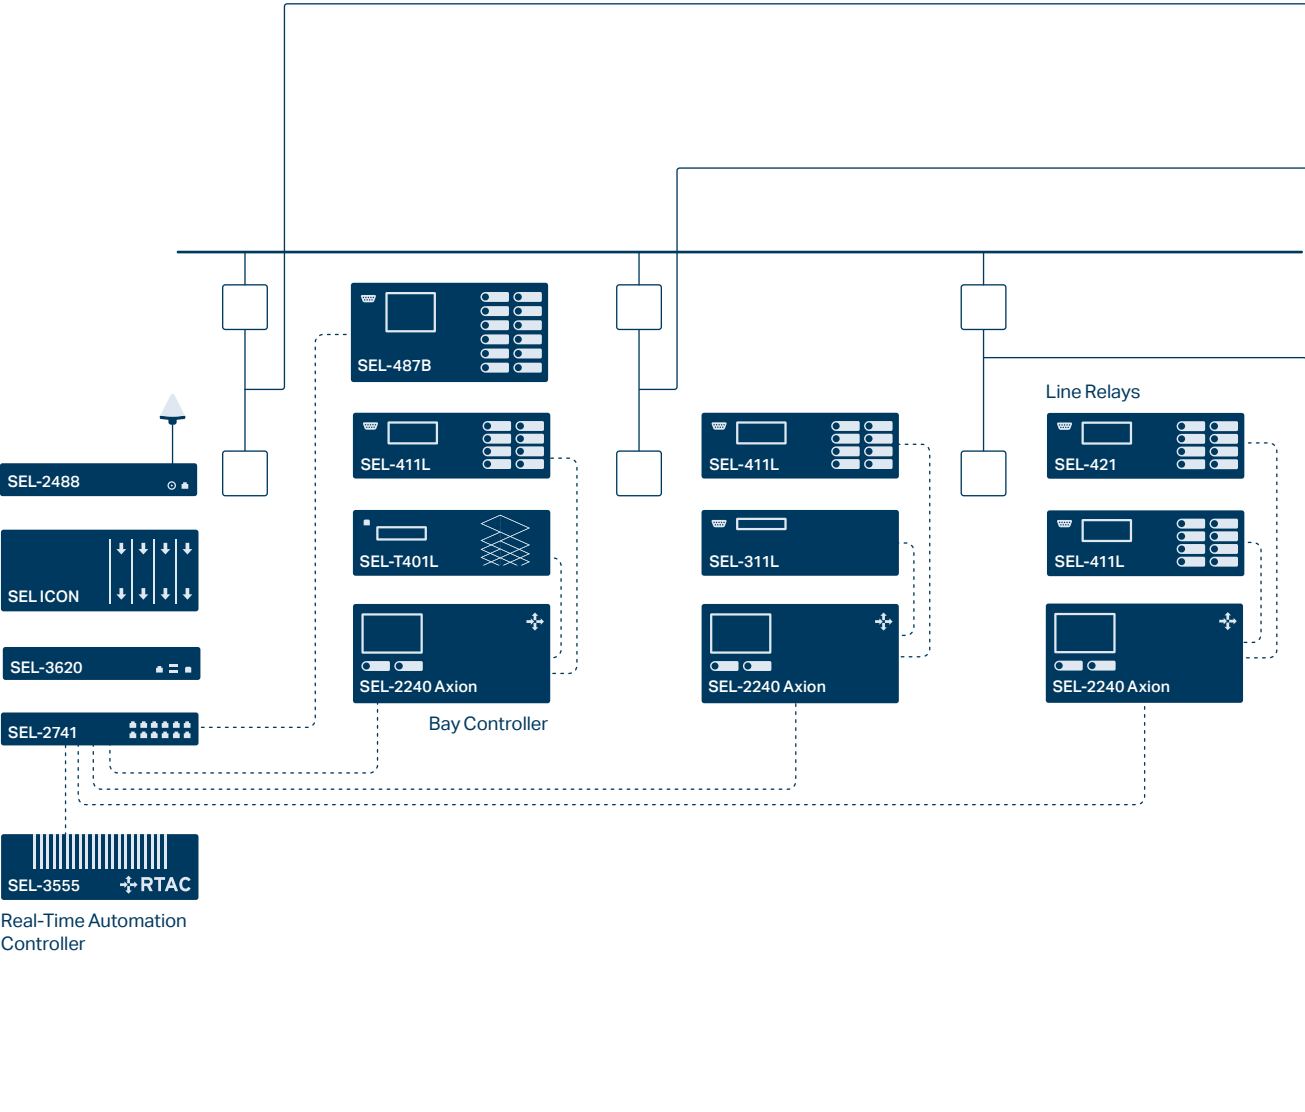 SEL-487B
Line Relays
SEL-411L
SEL-411L
SEL-421
SEL-2488
SEL-T401L
SEL-311L
SEL-411L
SEL ICON
SEL-3620
SEL-2240 Axion
SEL-2240 Axion
SEL-2240 Axion
Bay Controller
SEL-2741
SEL-3555
RTAC
Real-Time Automation
Controller